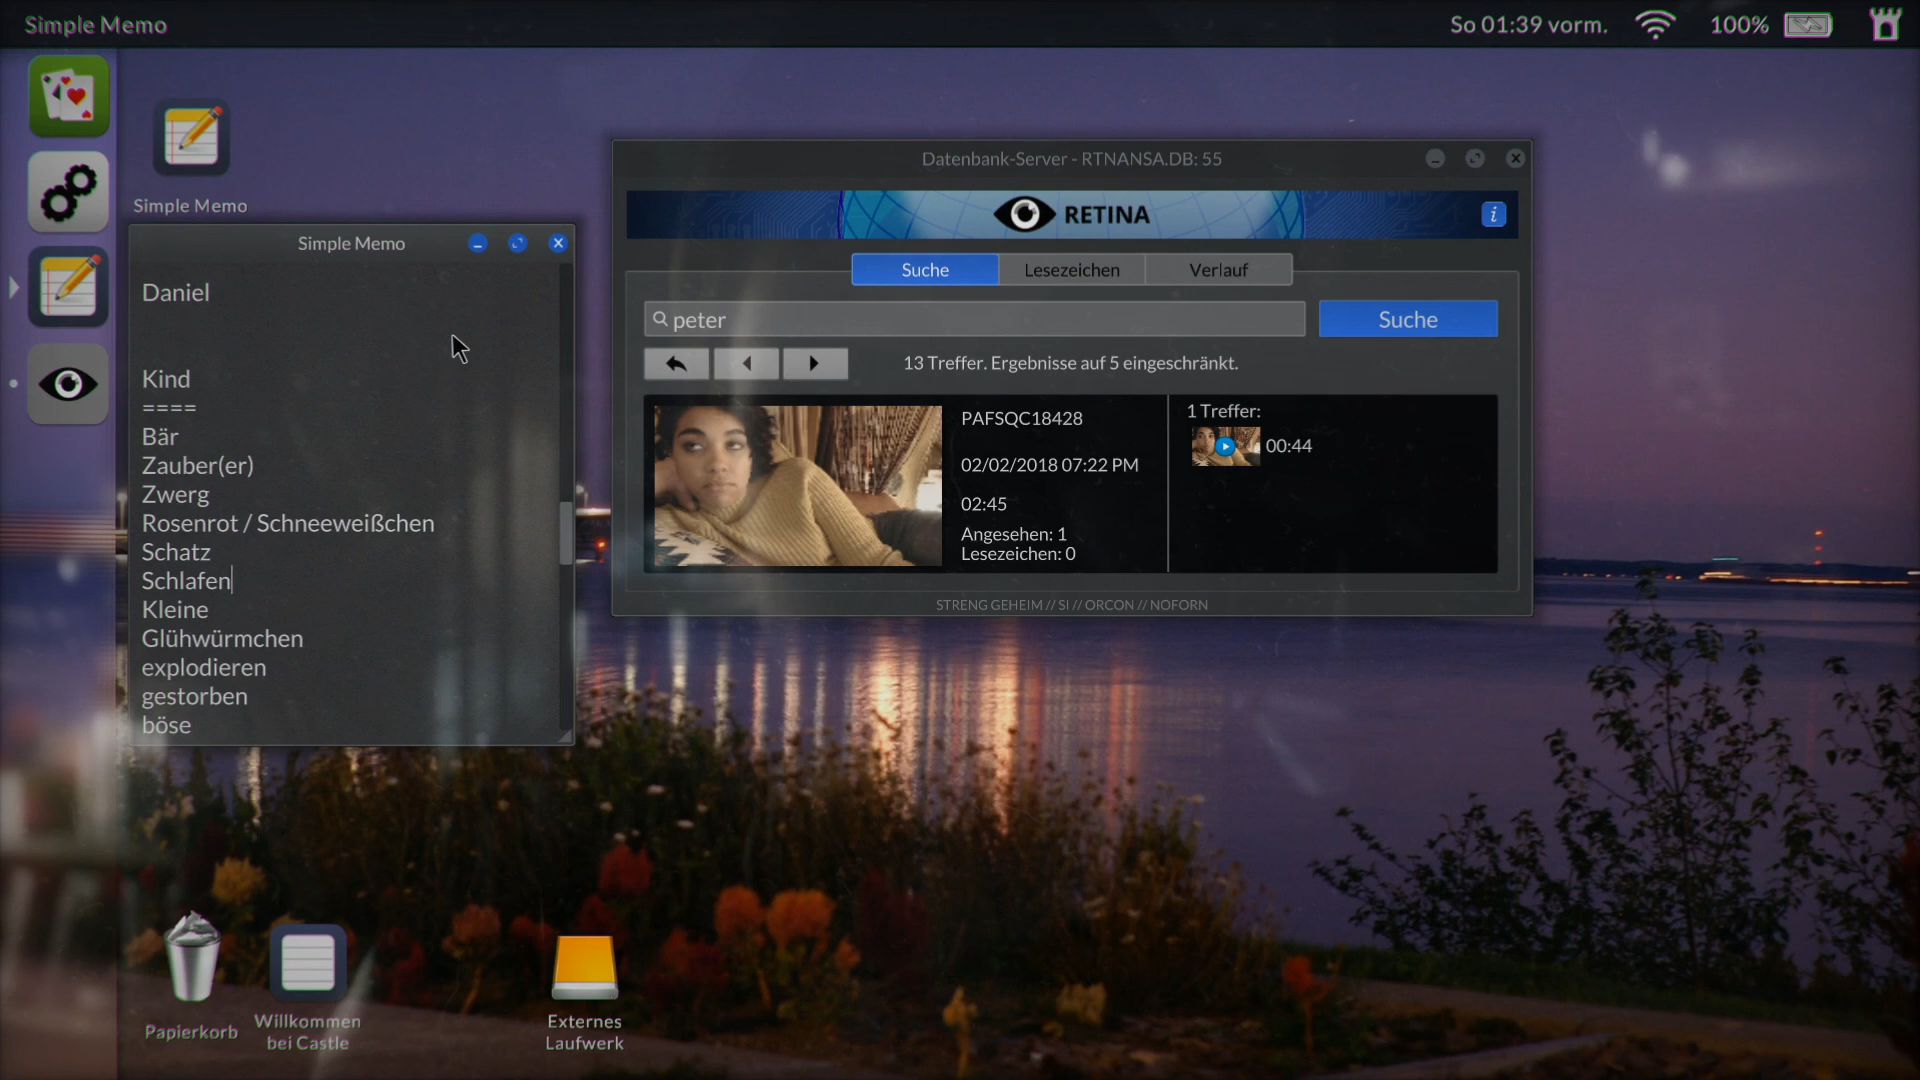 Simple Memo
So 01:39 vorm.
100%
Simple Memo
Simple Memo
Daniel
Kind
====
Bär
Zauber(er)
Zwerg
Rosenrot / Schneeweißchen
Schatz
Schlafen
Kleine
Glühwürmchen
explodieren
gestorben
böse
Datenbank-Server - RTNANSA.DB: 55
RETINA
i
Suche
Lesezeichen
Verlauf
peter
Suche
13 Treffer. Ergebnisse auf 5 eingeschränkt.
PAFSQC18428
02/02/2018 07:22 PM
02:45
Angesehen: 1
Lesezeichen: 0
1 Treffer:
00:44
STRENG GEHEIM // SI // ORCON // NOFORN
Papierkorb
Willkommen
bei Castle
Externes
Laufwerk